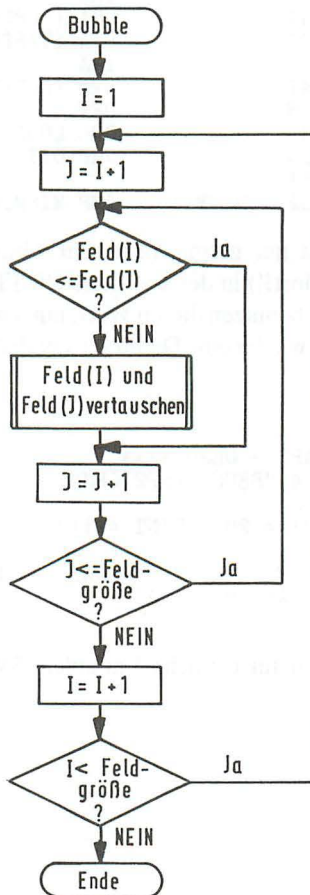 Bubble
I = 1
J = I+1
Feld(I)
<=Feld(J)
?
Ja
NEIN
Feld(I) und
Feld(J)vertauschen
J = J+1
J<=Feld-
größe
?
Ja
NEIN
I = I+1
I< Feld-
größe
?
Ja
NEIN
Ende